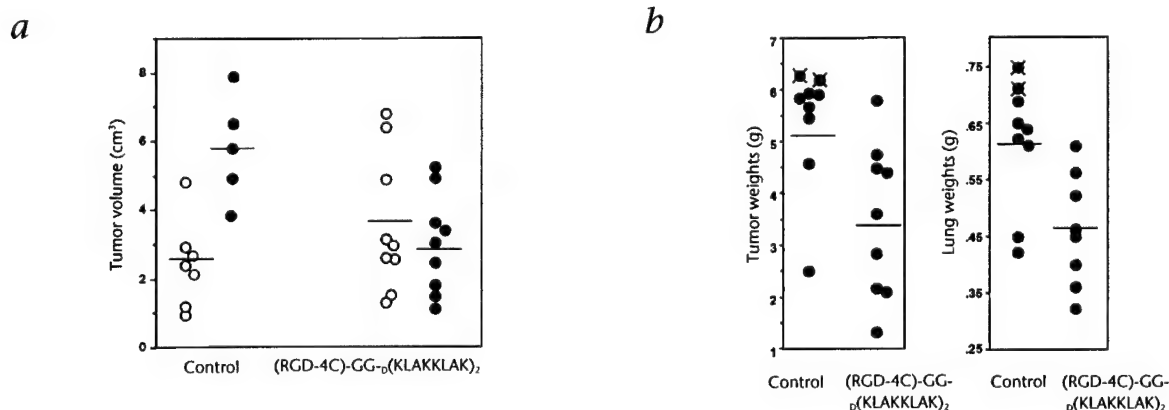 a
b
Tumor volume (cm³)
8
6
4
2
0
Control
(RGD-4C)-GG-D(KLAKKLAK)₂
Tumor weights (g)
7
6
5
4
3
2
1
Control
(RGD-4C)-GG-
D(KLAKKLAK)₂
Lung weights (g)
.75
.65
.55
.45
.35
.25
Control
(RGD-4C)-GG-
D(KLAKKLAK)₂